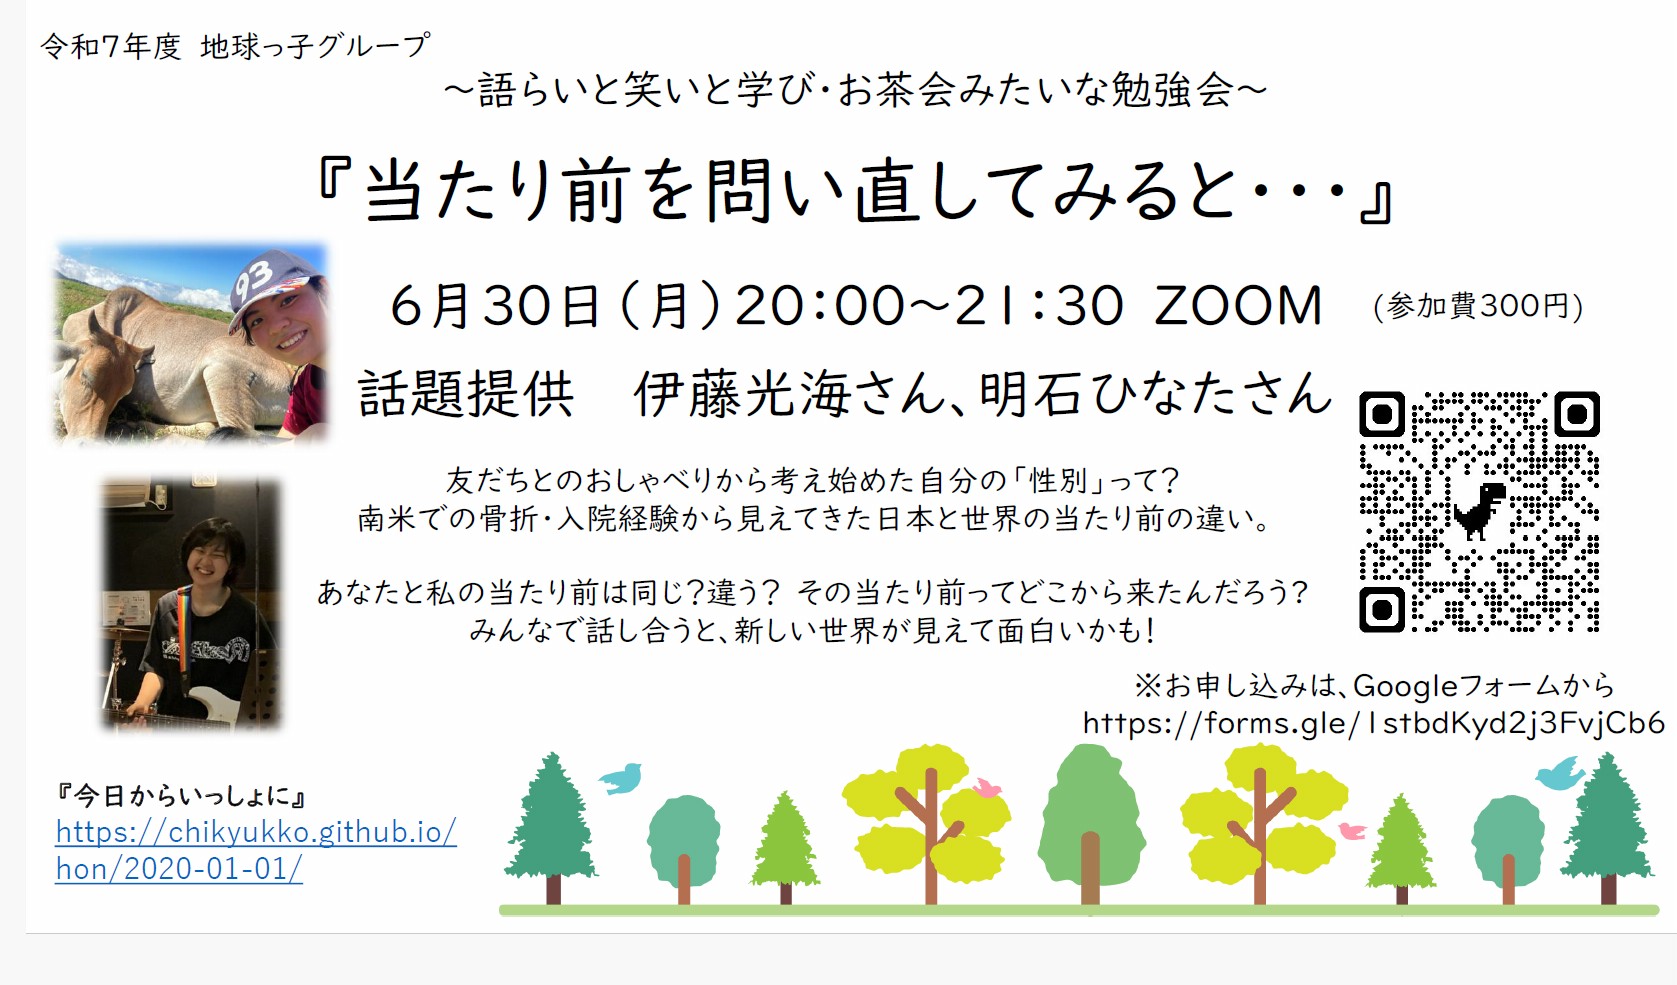 令和7年度 地球っ子グループ
～語らいと笑いと学び・お茶会みたいな勉強会～
『当たり前を問い直してみると・・・』
93
6月30日(月)20:00～21:30 ZOOM (参加費300円)
話題提供 伊藤光海さん、明石ひなたさん
友だちとのおしゃべりから考え始めた自分の「性別」って?
南米での骨折・入院経験から見えてきた日本と世界の当たり前の違い。
あなたと私の当たり前は同じ?違う? その当たり前ってどこから来たんだろう?
みんなで話し合うと、新しい世界が見えて面白いかも!
※お申し込みは、Googleフォームから
https://forms.gle/1stbdKyd2j3FvjCb6
『今日からいっしょに』
https://chikyukko.github.io/
hon/2020-01-01/